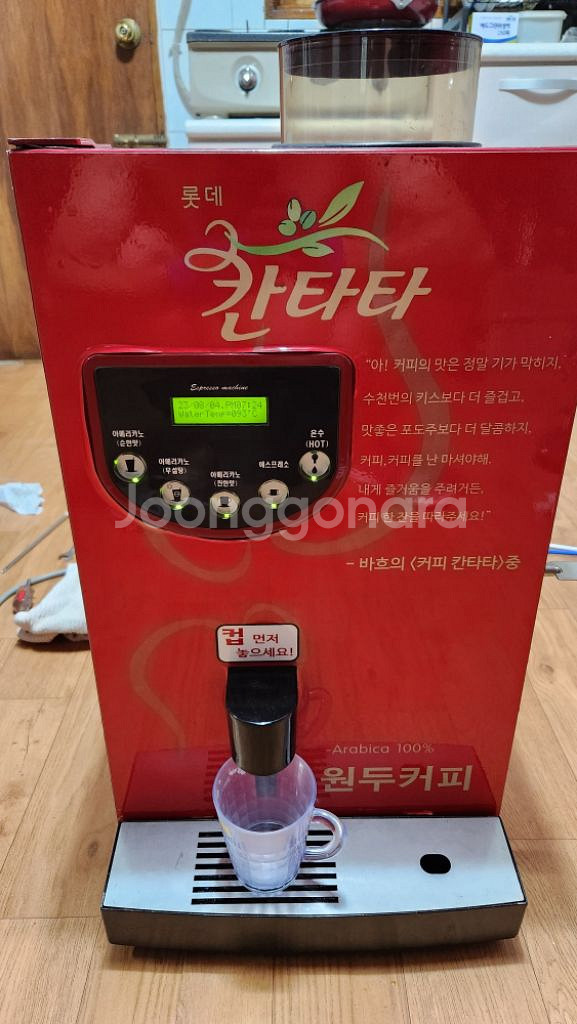 롯데
칸타타
"아! 커피의 맛은 정말 기가 막히지.
수천번의 키스보다 더 즐겁고,
맛좋은 포도주보다 더 달콤하지,
커피, 커피를 난 마셔야해.
내게 즐거움을 주려거든,
커피 한 잔을 따라주세요!"
- 바흐의 〈커피 칸타타〉 중
Espresso machine
23/08/04.PM07:24
WaterTemp=093°C
아메리카노
(순한맛)
아메리카노
(무설탕)
아메리카노
(진한맛)
에스프레소
온수
(HOT)
Joonggonara
컵 먼저
놓으세요!
-Arabica 100%
원두커피